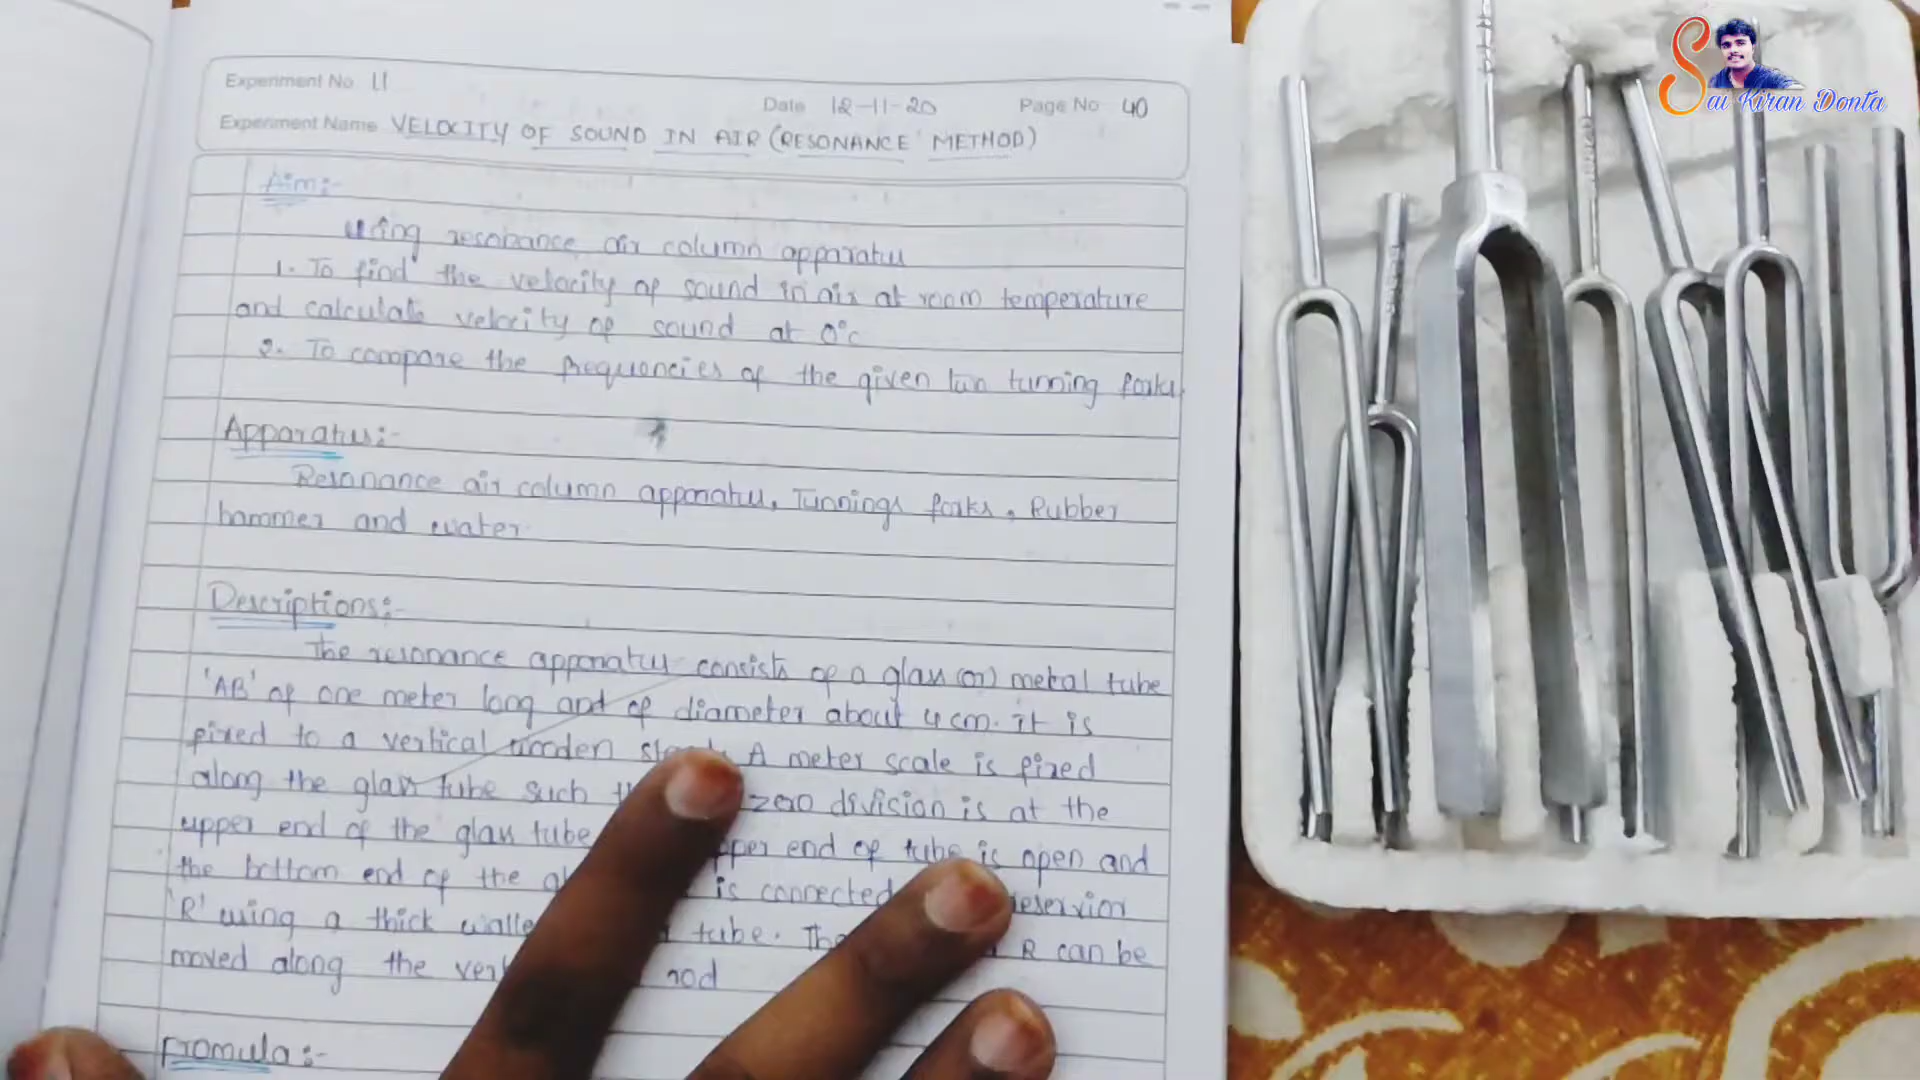 Experiment No 11
Date 12-11-20 Page No 40
Experiment Name VELOCITY OF SOUND IN AIR (RESONANCE METHOD)
Aim:-
Using resonance air column apparatus
1. To find the velocity of sound in air at room temperature
and calculate velocity of sound at 0°c
2. To compare the frequencies of the given two tunning forks
Apparatus:-
Resonance air column apparatus, Tunnings forks, Rubber
hammer and water
Descriptions:-
The resonance apparatus consists of a glass (or) metal tube
'AB' of one meter long and of diameter about 4 cm. it is
fixed to a vertical wooden A meter scale is fixed
along the glass tube such zero division is at the
upper end of the glass tube end of tube is open and
the bottom end of the is connected reservior
'R' using a thick tube. R can be
moved along the rod
Fromula:-
Sai Kiran Donta